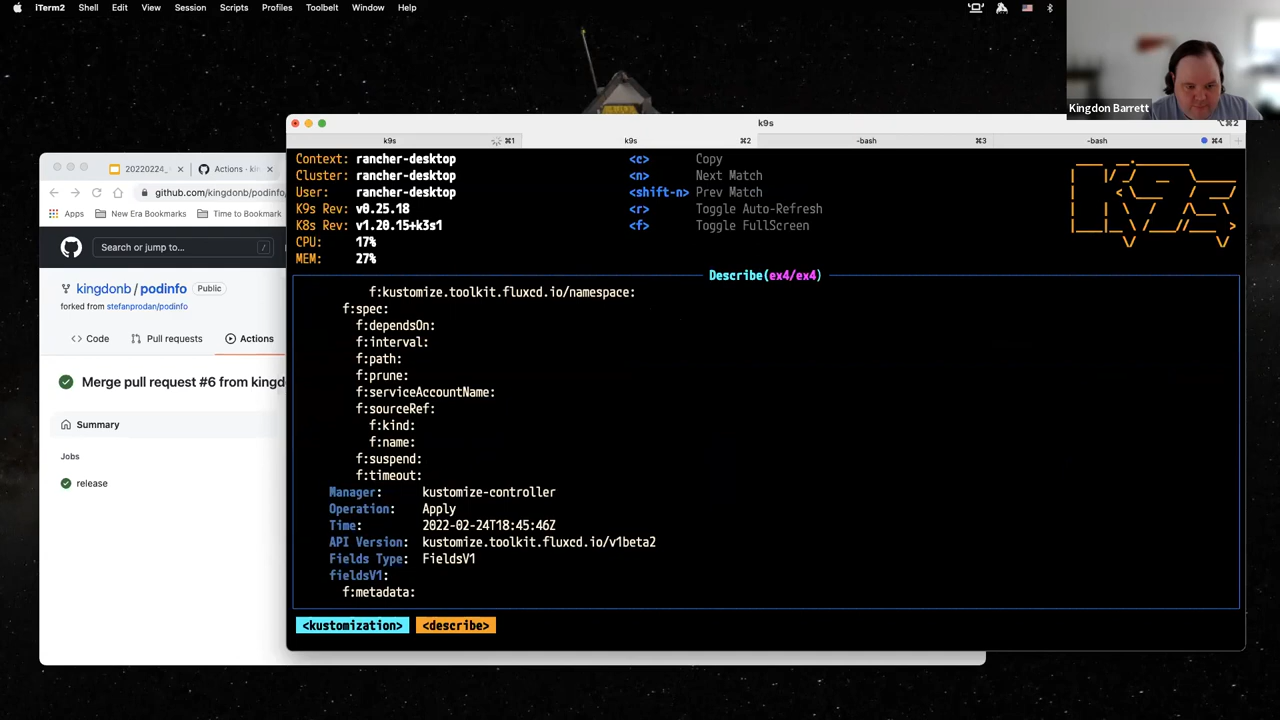 iTerm2 Shell Edit View Session Scripts Profiles Toolbelt Window Help
Kingdon Barrett
k9s
⌥⌘2
k9s ⌘1 k9s ⌘2 -bash ⌘3 -bash ⌘4
Context: rancher-desktop <c> Copy
Cluster: rancher-desktop <n> Next Match
User: rancher-desktop <shift-n> Prev Match
K9s Rev: v0.25.18 <r> Toggle Auto-Refresh
K8s Rev: v1.20.15+k3s1 <f> Toggle FullScreen
CPU: 17%
MEM: 27%
Describe(ex4/ex4)
f:kustomize.toolkit.fluxcd.io/namespace:
f:spec:
f:dependsOn:
f:interval:
f:path:
f:prune:
f:serviceAccountName:
f:sourceRef:
f:kind:
f:name:
f:suspend:
f:timeout:
Manager: kustomize-controller
Operation: Apply
Time: 2022-02-24T18:45:46Z
API Version: kustomize.toolkit.fluxcd.io/v1beta2
Fields Type: FieldsV1
fieldsV1:
f:metadata:
<kustomization> <describe>
20220224_ Actions · kin
github.com/kingdonb/podinfo/
Apps New Era Bookmarks Time to Bookmark
Search or jump to... /
kingdonb / podinfo Public
forked from stefanprodan/podinfo
Code Pull requests Actions
Merge pull request #6 from kingd
Summary
Jobs
release